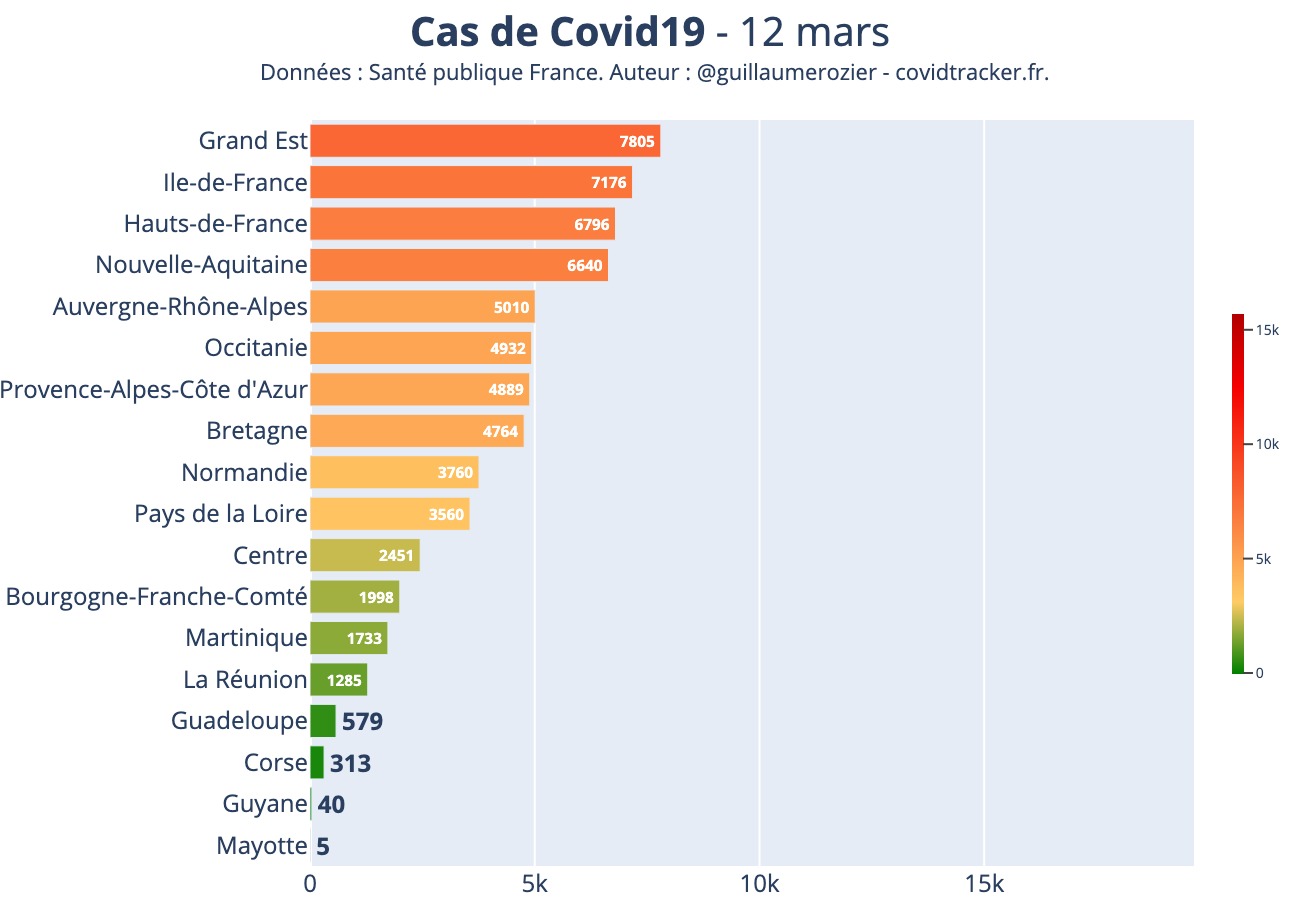 Cas de Covid19 - 12 mars
Données : Santé publique France. Auteur : @guillaumerozier - covidtracker.fr.
Grand Est 7805
Ile-de-France 7176
Hauts-de-France 6796
Nouvelle-Aquitaine 6640
Auvergne-Rhône-Alpes 5010
Occitanie 4932
Provence-Alpes-Côte d'Azur 4889
Bretagne 4764
Normandie 3760
Pays de la Loire 3560
Centre 2451
Bourgogne-Franche-Comté 1998
Martinique 1733
La Réunion 1285
Guadeloupe 579
Corse 313
Guyane 40
Mayotte 5
0 5k 10k 15k
15k
10k
5k
0